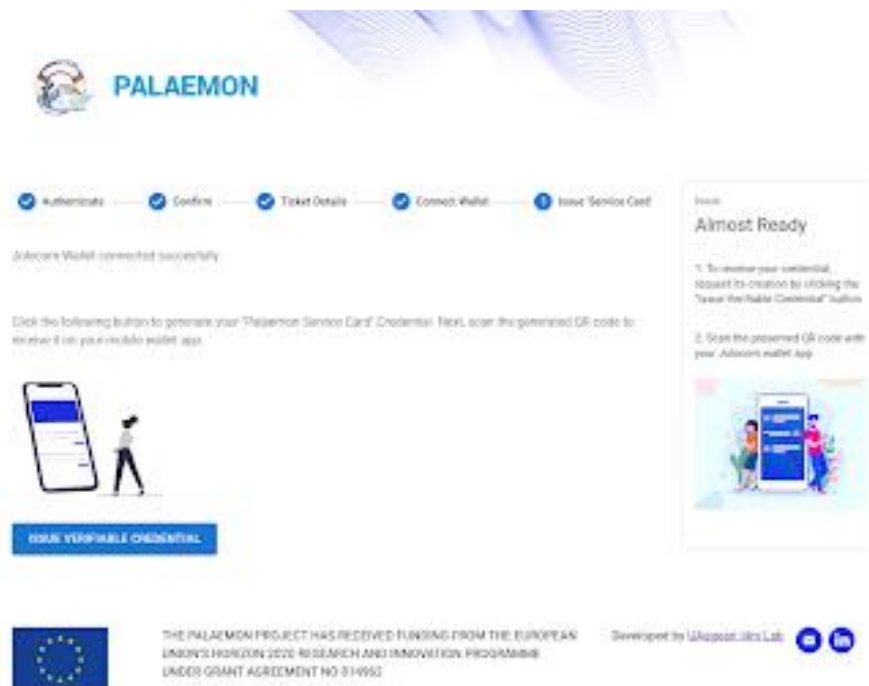 PALAEMON
Authenticate
Confirm
Ticket Details
Connect Wallet
Issue 'Service Card'
Jolocom Wallet connected succesfully
Click the following button to generate your "Palaemon Service Card" Credential. Next, scan the generated QR code to
receive it on your mobile wallet app.
ISSUE VERIFIABLE CREDENTIAL
Almost Ready
1. To receive your credential,
request its creation by clicking the
"Issue Verifiable Credential" button
2. Scan the presented QR code with
your Jolocom wallet app
THE PALAEMON PROJECT HAS RECEIVED FUNDING FROM THE EUROPEAN
UNION'S HORIZON 2020 RESEARCH AND INNOVATION PROGRAMME
UNDER GRANT AGREEMENT NO 814962
Developed by UAegean
Lab